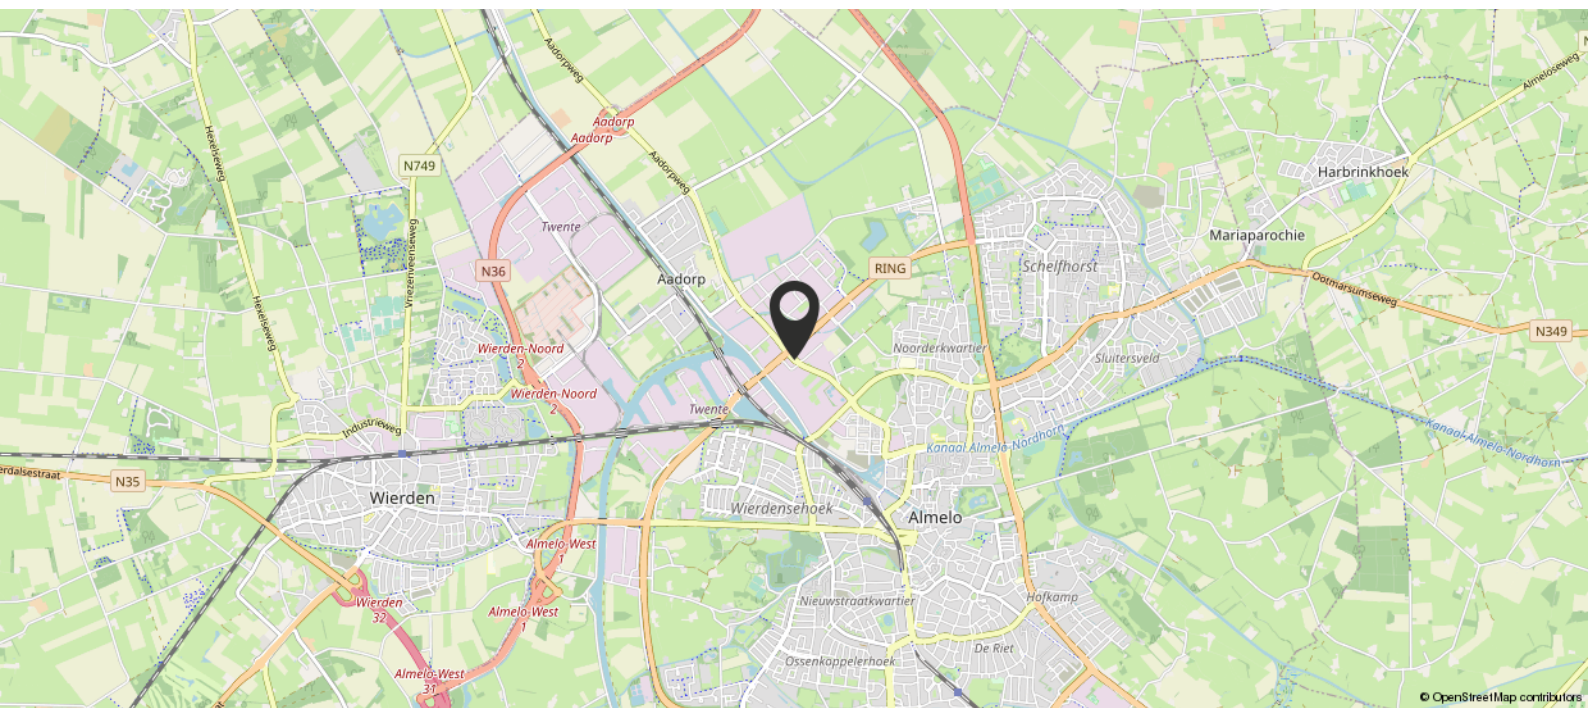 Aadorpweg
Almeloseweg
N
Aadorp
Aadorp
Hexelseweg
N749
Aadorpweg
Harbrinkhoek
Twente
Vriezenveenseweg
Mariaparochie
N36
Aadorp
RING
Schelfhorst
Ootmarsumseweg
Hexelseweg
N349
Wierden-Noord
2
Noorderkwartier
Sluitersveld
Wierden-Noord
2
Twente
Industrieweg
Kanaal Almelo-Nordhorn
Kanaal-Almelo-Nordhorn
erdalsestraat
N35
Wierden
Wierdensehoek
Almelo
Almelo-West
1
Wierden
32
Almelo-West
1
Nieuwstraatkwartier
Hofkamp
De Riet
Ossenkoppelerhoek
Almelo-West
31
© OpenStreetMap contributors